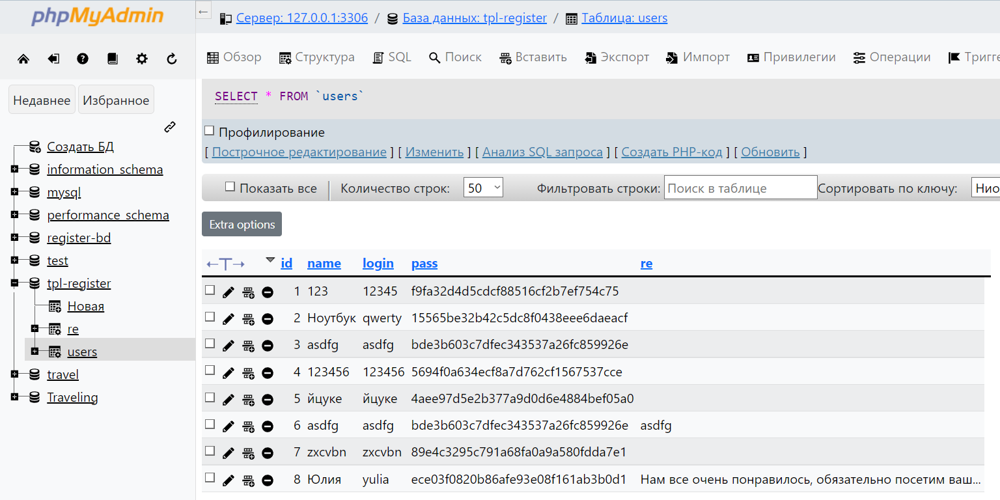 phpMyAdmin
← Сервер: 127.0.0.1:3306 / База данных: tpl-register / Таблица: users
Обзор Структура SQL Поиск Вставить Экспорт Импорт Привилегии Операции Тригге
Недавнее Избранное
Создать БД
information_schema
mysql
performance_schema
register-bd
test
tpl-register
Новая
re
users
travel
Traveling
SELECT * FROM `users`
Профилирование
[ Построчное редактирование ] [ Изменить ] [ Анализ SQL запроса ] [ Создать PHP-код ] [ Обновить ]
Показать все Количество строк: 50 Фильтровать строки: Поиск в таблице Сортировать по ключу: Нио
Extra options
←T→ id name login pass re
1 123 12345 f9fa32d4d5cdcf88516cf2b7ef754c75
2 Ноутбук qwerty 15565be32b42c5dc8f0438eee6daeacf
3 asdfg asdfg bde3b603c7dfec343537a26fc859926e
4 123456 123456 5694f0a634ecf8a7d762cf1567537cce
5 йцуке йцуке 4aee97d5e2b377a9d0d6e4884bef05a0
6 asdfg asdfg bde3b603c7dfec343537a26fc859926e asdfg
7 zxcvbn zxcvbn 89e4c3295c791a68fa0a9a580fdda7e1
8 Юлия yulia ece03f0820b86afe93e08f161ab3b0d1 Нам все очень понравилось, обязательно посетим ваш...